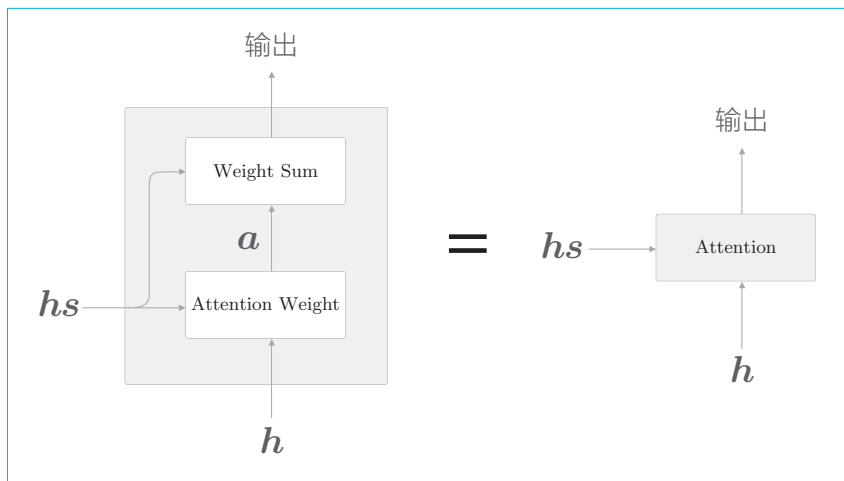 输出
Weight Sum
a
hs
Attention Weight
h
=
输出
hs
Attention
h